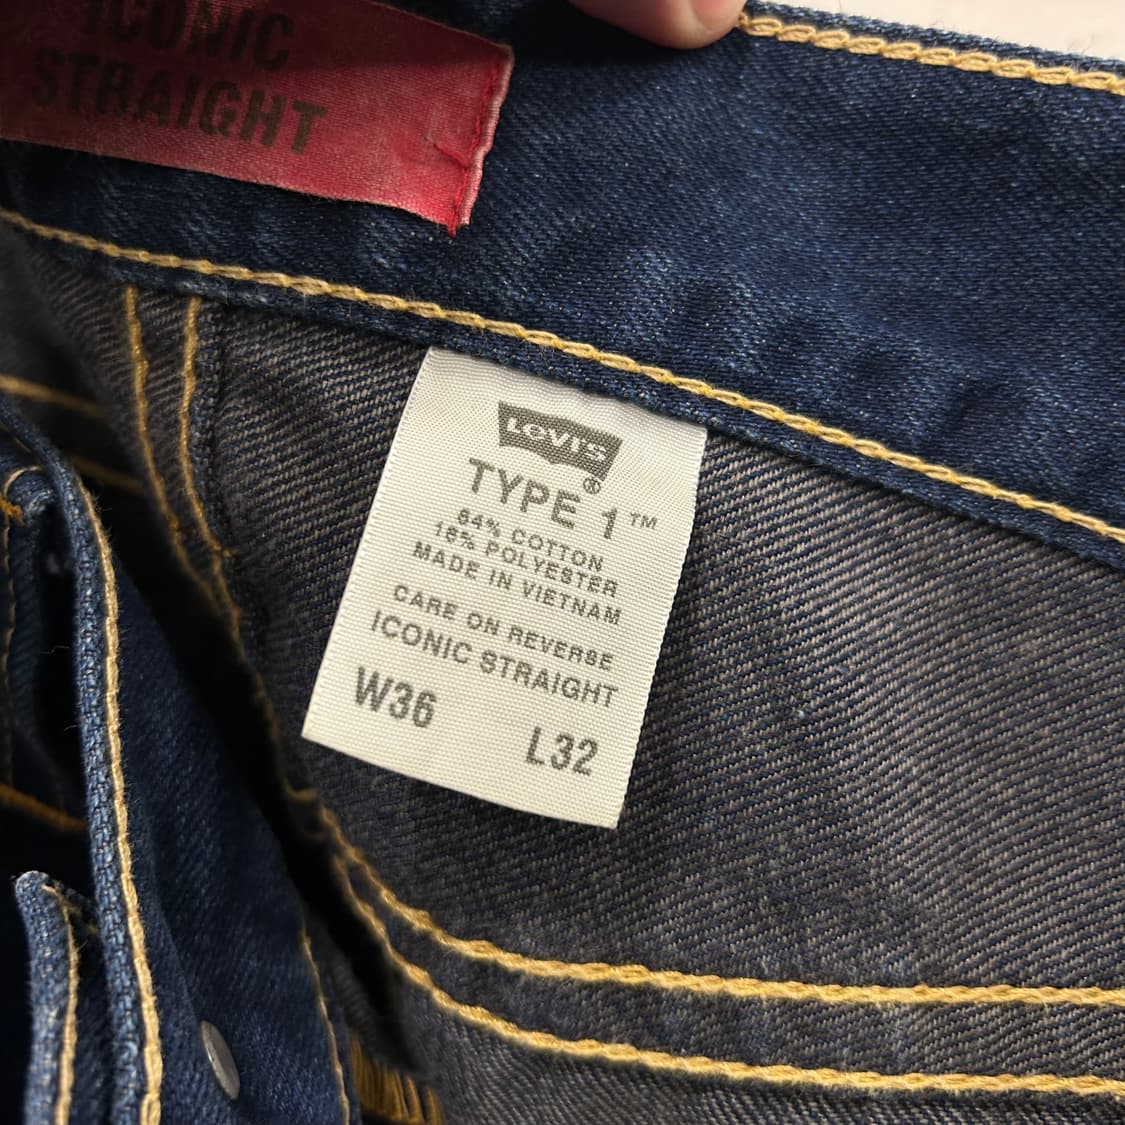 ICONIC
STRAIGHT
LEVI'S
®
TYPE 1™
84% COTTON
16% POLYESTER
MADE IN VIETNAM
CARE ON REVERSE
ICONIC STRAIGHT
W36 L32